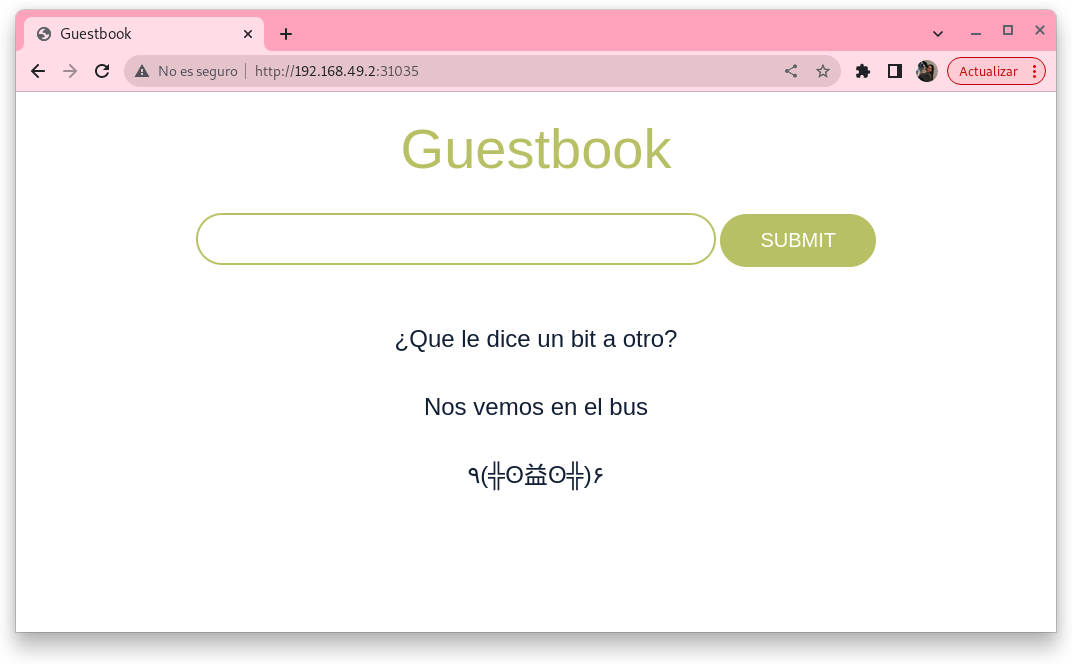 Guestbook
No es seguro
http://192.168.49.2:31035
Actualizar
Guestbook
SUBMIT
¿Que le dice un bit a otro?
Nos vemos en el bus
٩(╬ʘ益ʘ╬)۶